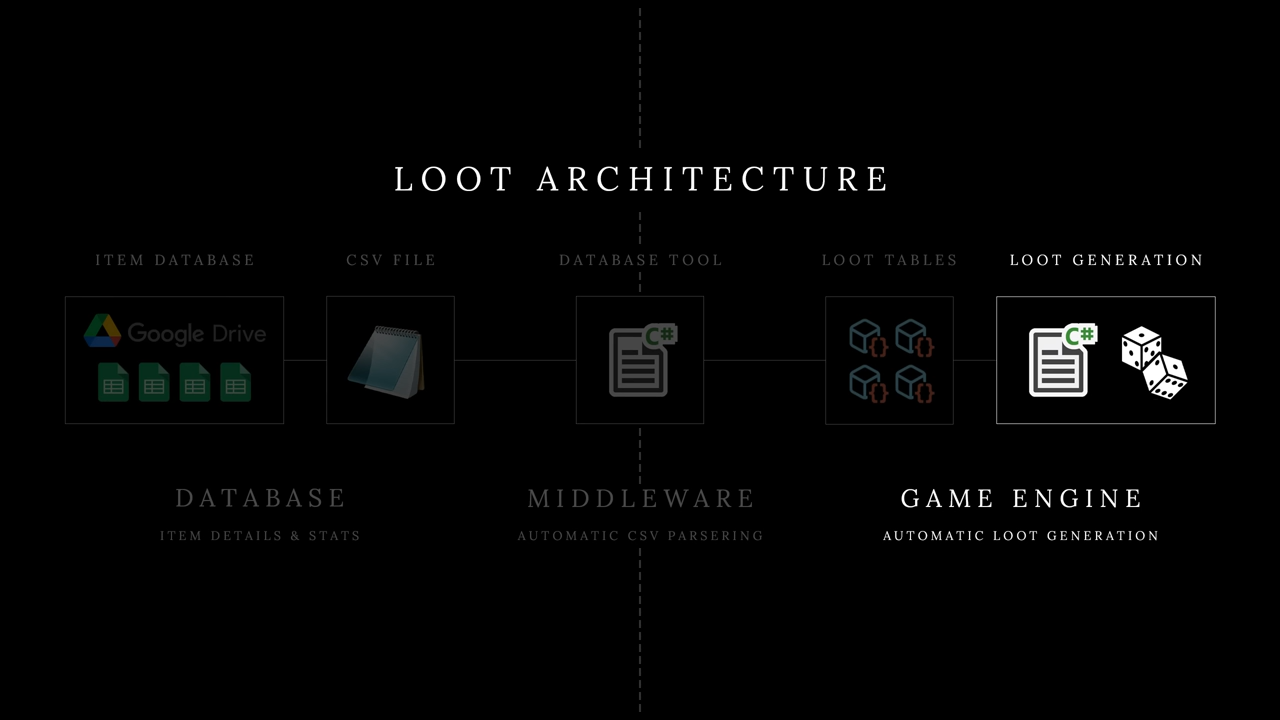 LOOT ARCHITECTURE
ITEM DATABASE
CSV FILE
DATABASE TOOL
LOOT TABLES
LOOT GENERATION
Google Drive
C#
{}
{}
{}
{}
C#
DATABASE
ITEM DETAILS & STATS
MIDDLEWARE
AUTOMATIC CSV PARSERING
GAME ENGINE
AUTOMATIC LOOT GENERATION